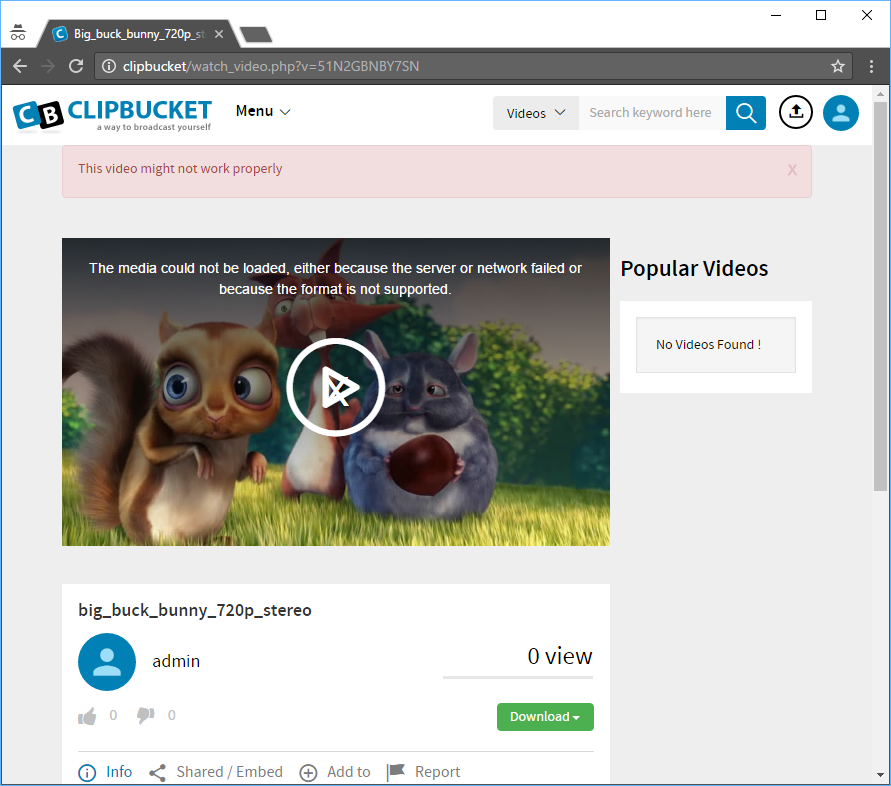 Big_buck_bunny_720p_st
clipbucket/watch_video.php?v=51N2GBNBY7SN
CB CLIPBUCKET
a way to broadcast yourself
Menu
Videos
Search keyword here
This video might not work properly
X
The media could not be loaded, either because the server or network failed or
because the format is not supported.
Popular Videos
No Videos Found !
big_buck_bunny_720p_stereo
admin
0 view
0
0
Download
Info
Shared / Embed
Add to
Report